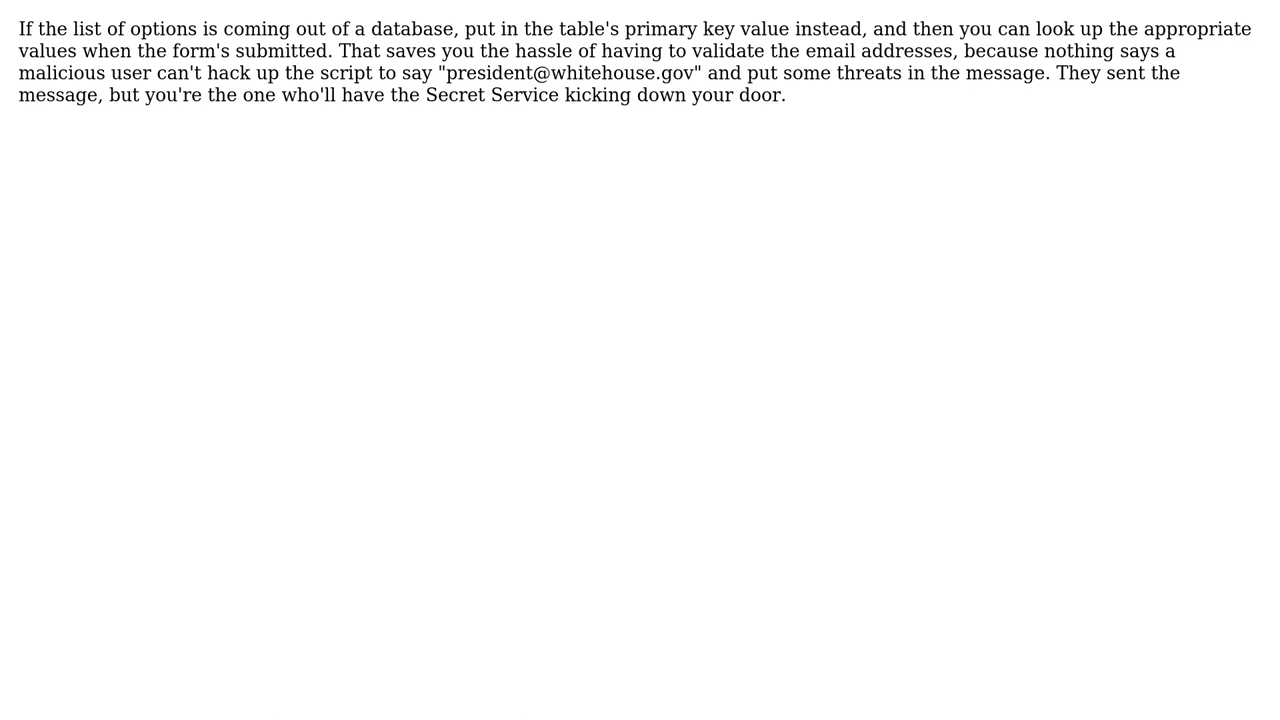 If the list of options is coming out of a database, put in the table's primary key value instead, and then you can look up the appropriate
values when the form's submitted. That saves you the hassle of having to validate the email addresses, because nothing says a
malicious user can't hack up the script to say "president@whitehouse.gov" and put some threats in the message. They sent the
message, but you're the one who'll have the Secret Service kicking down your door.